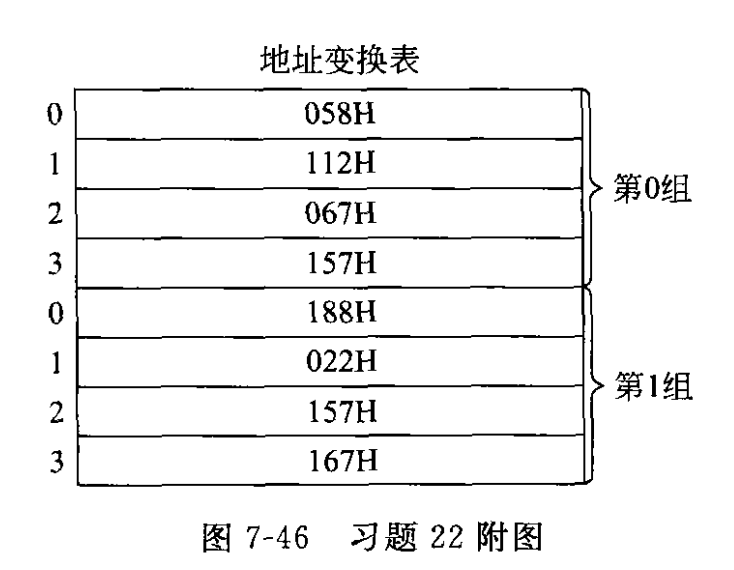 地址变换表
0 058H
1 112H
2 067H
3 157H
第0组
0 188H
1 022H
2 157H
3 167H
第1组
图 7-46 习题 22 附图